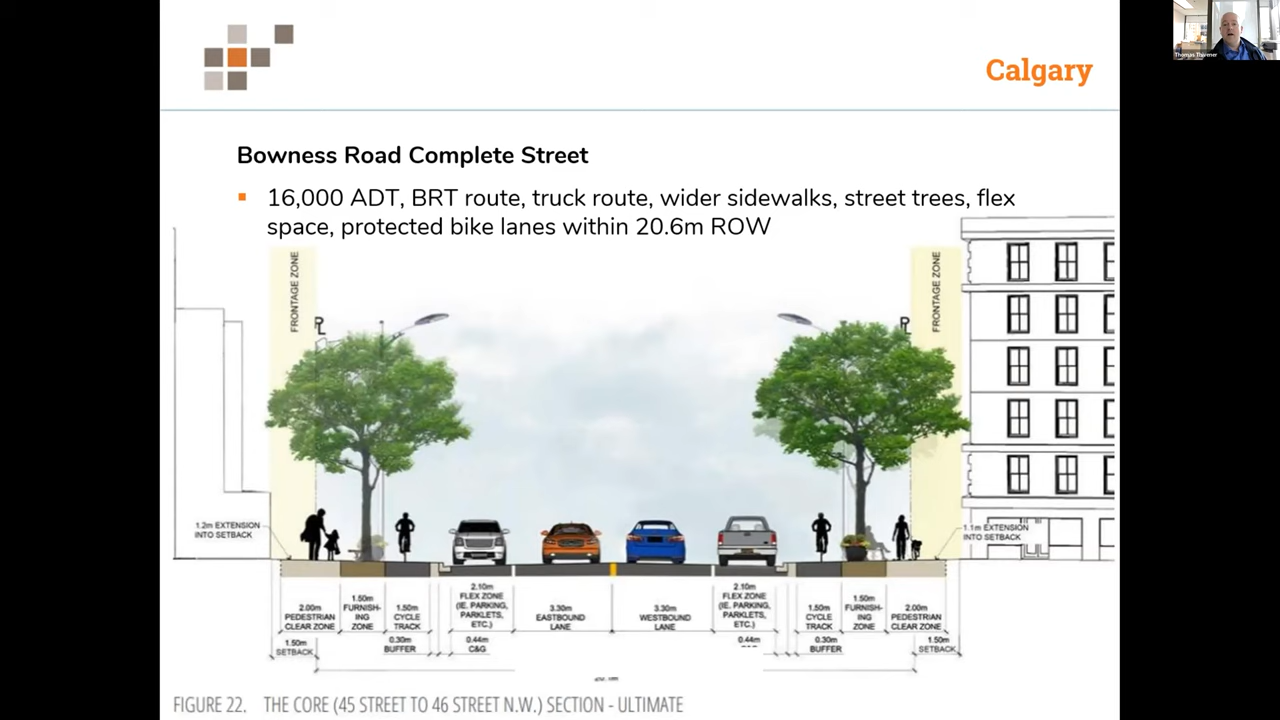 Calgary
Thomas Thivener
Bowness Road Complete Street
16,000 ADT, BRT route, truck route, wider sidewalks, street trees, flex
space, protected bike lanes within 20.6m ROW
FRONTAGE ZONE
FRONTAGE ZONE
PL
PL
1.2m EXTENSION
INTO SETBACK
1.1m EXTENSION
INTO SETBACK
2.00m
PEDESTRIAN
CLEAR ZONE
1.50m
FURNISH-
ING
ZONE
1.50m
CYCLE
TRACK
2.10m
FLEX ZONE
(IE. PARKING,
PARKLETS,
ETC.)
3.30m
EASTBOUND
LANE
3.30m
WESTBOUND
LANE
2.10m
FLEX ZONE
(IE. PARKING,
PARKLETS,
ETC.)
1.50m
CYCLE
TRACK
1.50m
FURNISH-
ING
ZONE
2.00m
PEDESTRIAN
CLEAR ZONE
1.50m
SETBACK
0.30m
BUFFER
0.44m
C&G
0.44m
0.30m
BUFFER
1.50m
SETBACK
FIGURE 22. THE CORE (45 STREET TO 46 STREET N.W.) SECTION - ULTIMATE